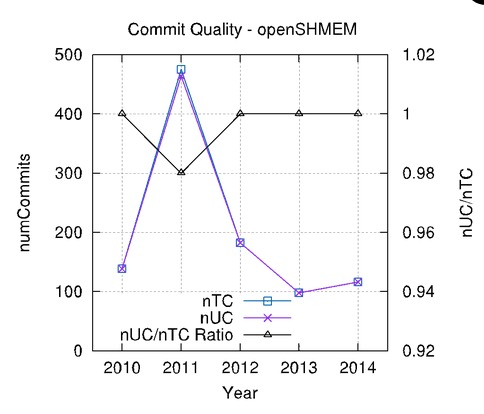 Commit Quality - openSHMEM
500
400
300
200
100
0
numCommits
1.02
1
0.98
0.96
0.94
0.92
nUC/nTC
nTC
nUC
nUC/nTC Ratio
2010 2011 2012 2013 2014
Year